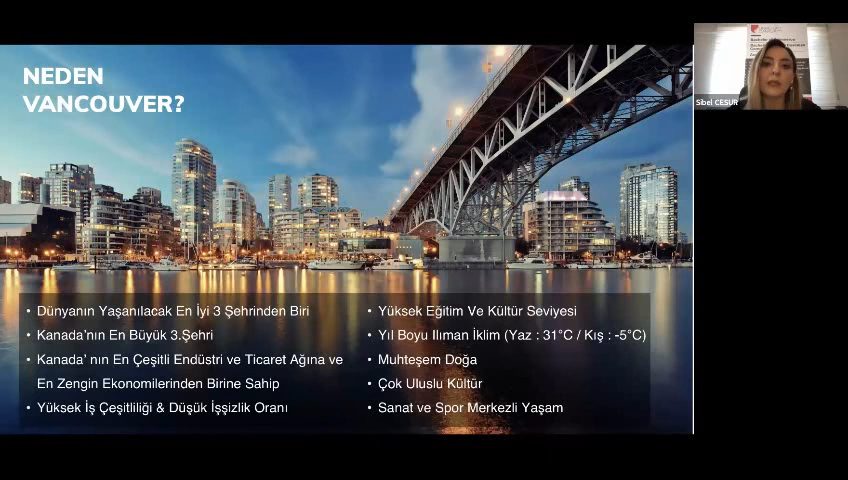 NEDEN
VANCOUVER?
• Dünyanın Yaşanılacak En İyi 3 Şehrinden Biri
• Kanada'nın En Büyük 3.Şehri
• Kanada' nın En Çeşitli Endüstri ve Ticaret Ağına ve
En Zengin Ekonomilerinden Birine Sahip
• Yüksek İş Çeşitliliği & Düşük İşsizlik Oranı
• Yüksek Eğitim Ve Kültür Seviyesi
• Yıl Boyu Ilıman İklim (Yaz : 31°C / Kış : -5°C)
• Muhteşem Doğa
• Çok Uluslu Kültür
• Sanat ve Spor Merkezli Yaşam
Sibel CESUR